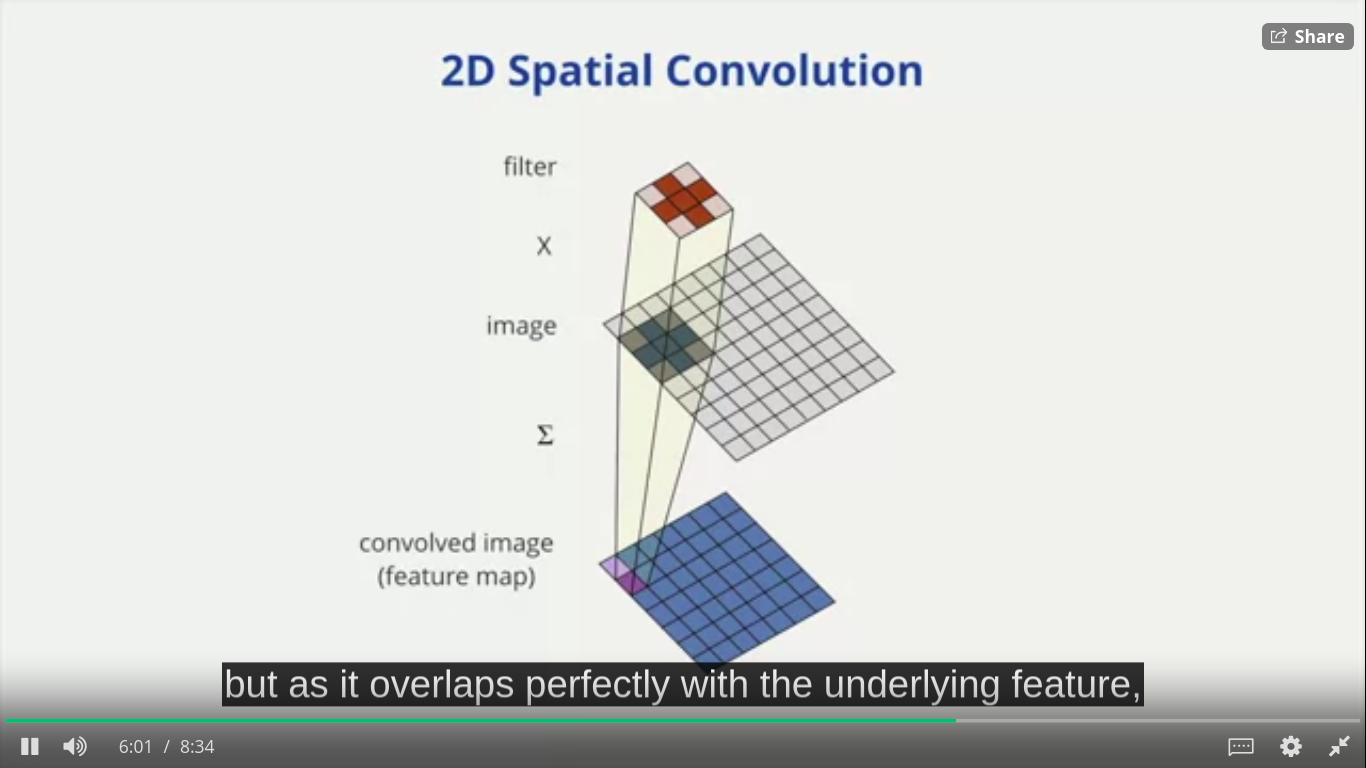 Share
2D Spatial Convolution
filter
X
image
Σ
convolved image
(feature map)
but as it overlaps perfectly with the underlying feature,
6:01 / 8:34